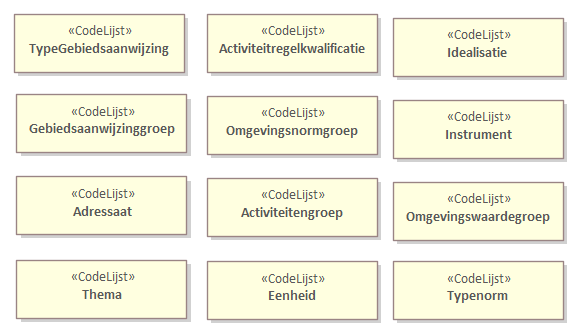 «CodeLijst»
TypeGebiedsaanwijzing
«CodeLijst»
Activiteitregelkwalificatie
«CodeLijst»
Idealisatie
«CodeLijst»
Gebiedsaanwijzinggroep
«CodeLijst»
Omgevingsnormgroep
«CodeLijst»
Instrument
«CodeLijst»
Adressaat
«CodeLijst»
Activiteitengroep
«CodeLijst»
Omgevingswaardegroep
«CodeLijst»
Thema
«CodeLijst»
Eenheid
«CodeLijst»
Typenorm